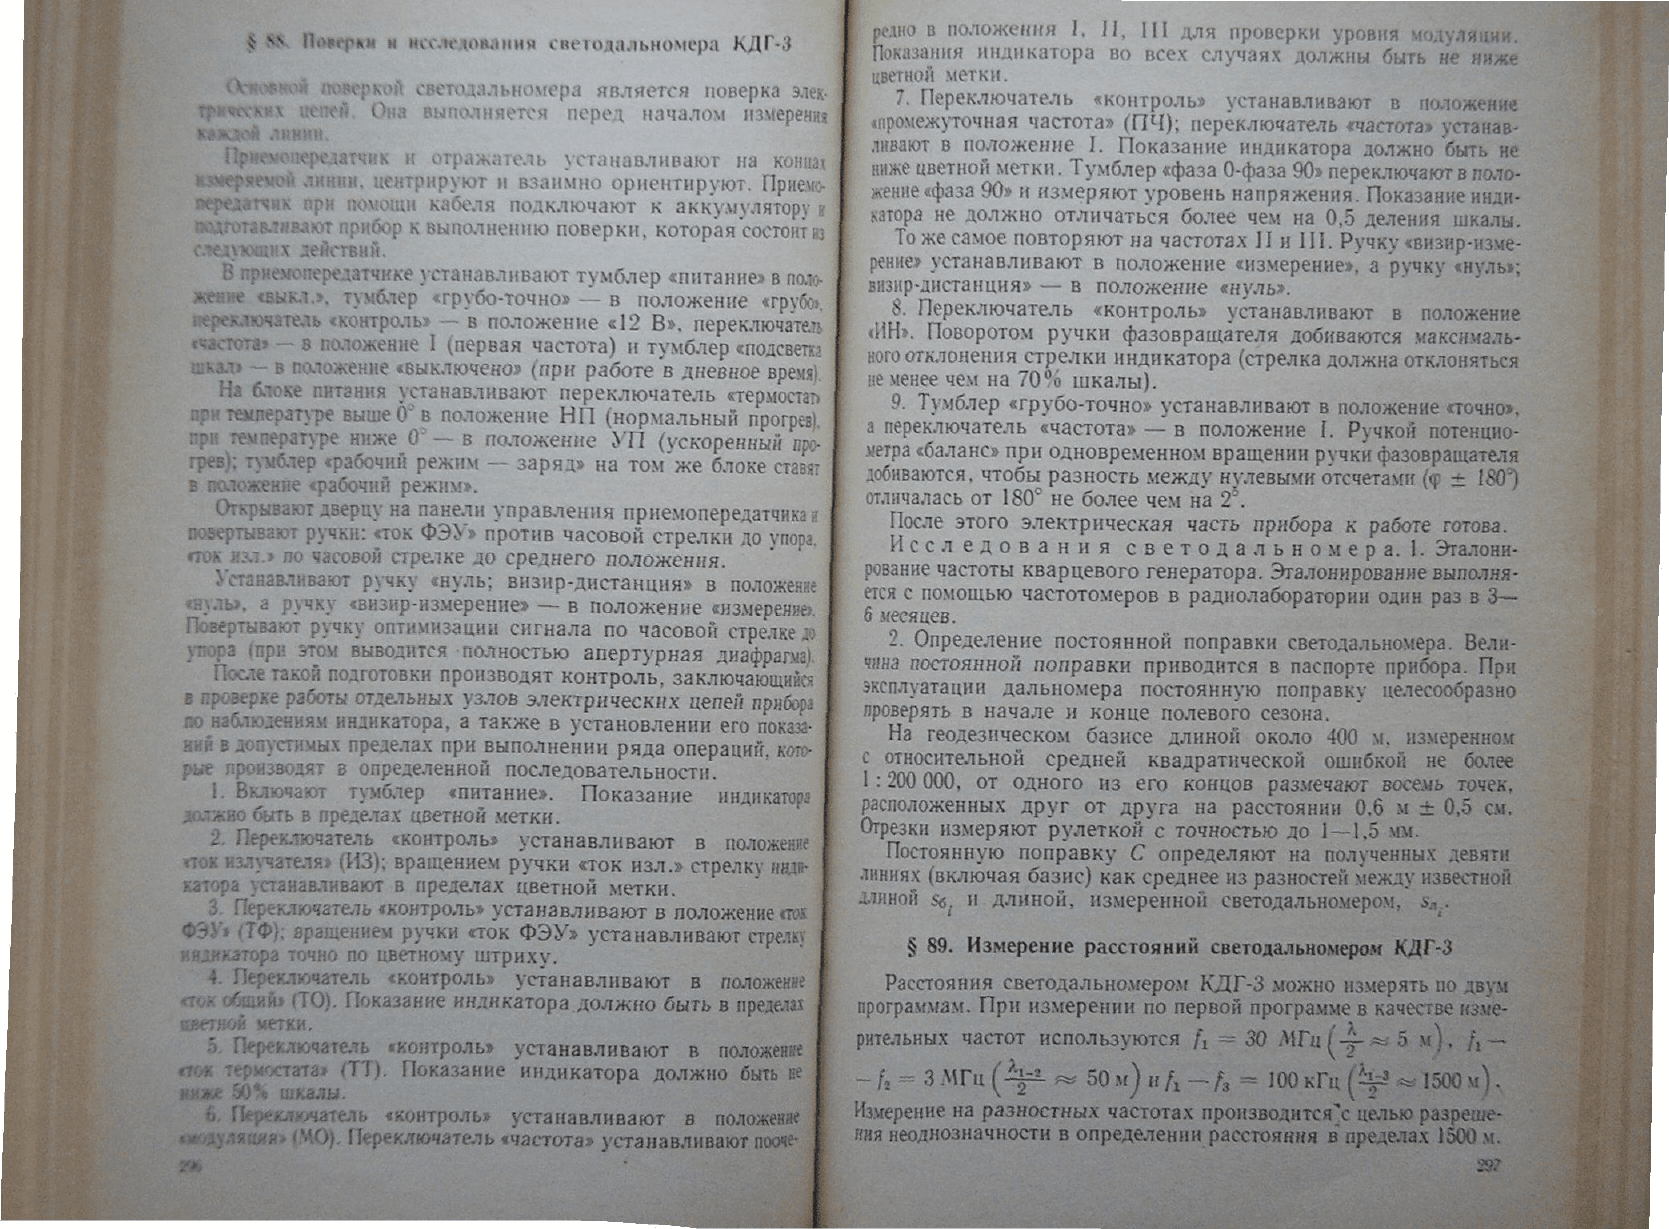 § 88. Поверки и исследования светодальномера КДГ-3
Основной поверкой светодальномера является поверка элек-
трических цепей. Она выполняется перед началом измерения
каждой линии.
Приемопередатчик и отражатель устанавливают на концах
измеряемой линии, центрируют и взаимно ориентируют. Приемо-
передатчик при помощи кабеля подключают к аккумулятору и
подготавливают прибор к выполнению поверки, которая состоит из
следующих действий.
В приемопередатчике устанавливают тумблер «питание» в поло-
жение «выкл.», тумблер «грубо-точно» — в положение «грубо»,
переключатель «контроль» — в положение «12 В», переключатель
«частота» — в положение I (первая частота) и тумблер «подсветка
шкал» — в положение «выключено» (при работе в дневное время).
На блоке питания устанавливают переключатель «термостат»
при температуре выше 0° в положение НП (нормальный прогрев),
при температуре ниже 0° — в положение УП (ускоренный про-
грев); тумблер «рабочий режим — заряд» на том же блоке ставят
в положение «рабочий режим».
Открывают дверцу на панели управления приемопередатчика и
повертывают ручки: «ток ФЭУ» против часовой стрелки до упора,
«ток изл.» по часовой стрелке до среднего положения.
Устанавливают ручку «нуль; визир-дистанция» в положение
«нуль», а ручку «визир-измерение» — в положение «измерение».
Повертывают ручку оптимизации сигнала по часовой стрелке до
упора (при этом выводится полностью апертурная диафрагма).
После такой подготовки производят контроль, заключающийся
в проверке работы отдельных узлов электрических цепей прибора
по наблюдениям индикатора, а также в установлении его показа-
ний в допустимых пределах при выполнении ряда операций, кото-
рые производят в определенной последовательности.
1. Включают тумблер «питание». Показание индикатора
должно быть в пределах цветной метки.
2. Переключатель «контроль» устанавливают в положение
«ток излучателя» (ИЗ); вращением ручки «ток изл.» стрелку инди-
катора устанавливают в пределах цветной метки.
3. Переключатель «контроль» устанавливают в положение «ток
ФЭУ» (ТФ); вращением ручки «ток ФЭУ» устанавливают стрелку
индикатора точно по цветному штриху.
4. Переключатель «контроль» устанавливают в положение
«ток общий» (ТО). Показание индикатора должно быть в пределах
цветной метки.
5. Переключатель «контроль» устанавливают в положение
«ток термостата» (ТТ). Показание индикатора должно быть не
ниже 50% шкалы.
6. Переключатель «контроль» устанавливают в положение
«модуляция» (МО). Переключатель «частота» устанавливают пооче-
296
редно в положения I, II, III для проверки уровня модуляции.
Показания индикатора во всех случаях должны быть не ниже
цветной метки.
7. Переключатель «контроль» устанавливают в положение
«промежуточная частота» (ПЧ); переключатель «частота» устанав-
ливают в положение I. Показание индикатора должно быть не
ниже цветной метки. Тумблер «фаза 0-фаза 90» переключают в поло-
жение «фаза 90» и измеряют уровень напряжения. Показание инди-
катора не должно отличаться более чем на 0,5 деления шкалы.
То же самое повторяют на частотах II и III. Ручку «визир-изме-
рение» устанавливают в положение «измерение», а ручку «нуль»;
визир-дистанция» — в положение «нуль».
8. Переключатель «контроль» устанавливают в положение
«ИН». Поворотом ручки фазовращателя добиваются максималь-
ного отклонения стрелки индикатора (стрелка должна отклоняться
не менее чем на 70% шкалы).
9. Тумблер «грубо-точно» устанавливают в положение «точно»,
а переключатель «частота» — в положение I. Ручкой потенцио-
метра «баланс» при одновременном вращении ручки фазовращателя
добиваются, чтобы разность между нулевыми отсчетами (φ ± 180°)
отличалась от 180° не более чем на 2°.
После этого электрическая часть прибора к работе готова.
Исследования светодальномера. 1. Эталони-
рование частоты кварцевого генератора. Эталонирование выполня-
ется с помощью частотомеров в радиолаборатории один раз в 3—
6 месяцев.
2. Определение постоянной поправки светодальномера. Вели-
чина постоянной поправки приводится в паспорте прибора. При
эксплуатации дальномера постоянную поправку целесообразно
проверять в начале и конце полевого сезона.
На геодезическом базисе длиной около 400 м, измеренном
с относительной средней квадратической ошибкой не более
1 : 200 000, от одного из его концов размечают восемь точек,
расположенных друг от друга на расстоянии 0,6 м ± 0,5 см.
Отрезки измеряют рулеткой с точностью до 1—1,5 мм.
Постоянную поправку C определяют на полученных девяти
линиях (включая базис) как среднее из разностей между известной
длиной sбᵢ и длиной, измеренной светодальномером, sдᵢ.
§ 89. Измерение расстояний светодальномером КДГ-3
Расстояния светодальномером КДГ-3 можно измерять по двум
программам. При измерении по первой программе в качестве изме-
рительных частот используются f₁ = 30 МГц (λ/2 ≈ 5 м), f₁ —
— f₂ = 3 МГц (λ₁₋₂/2 ≈ 50 м) и f₁ — f₃ = 100 кГц (λ₁₋₃/2 ≈ 1500 м).
Измерение на разностных частотах производится с целью разреше-
ния неоднозначности в определении расстояния в пределах 1500 м.
297